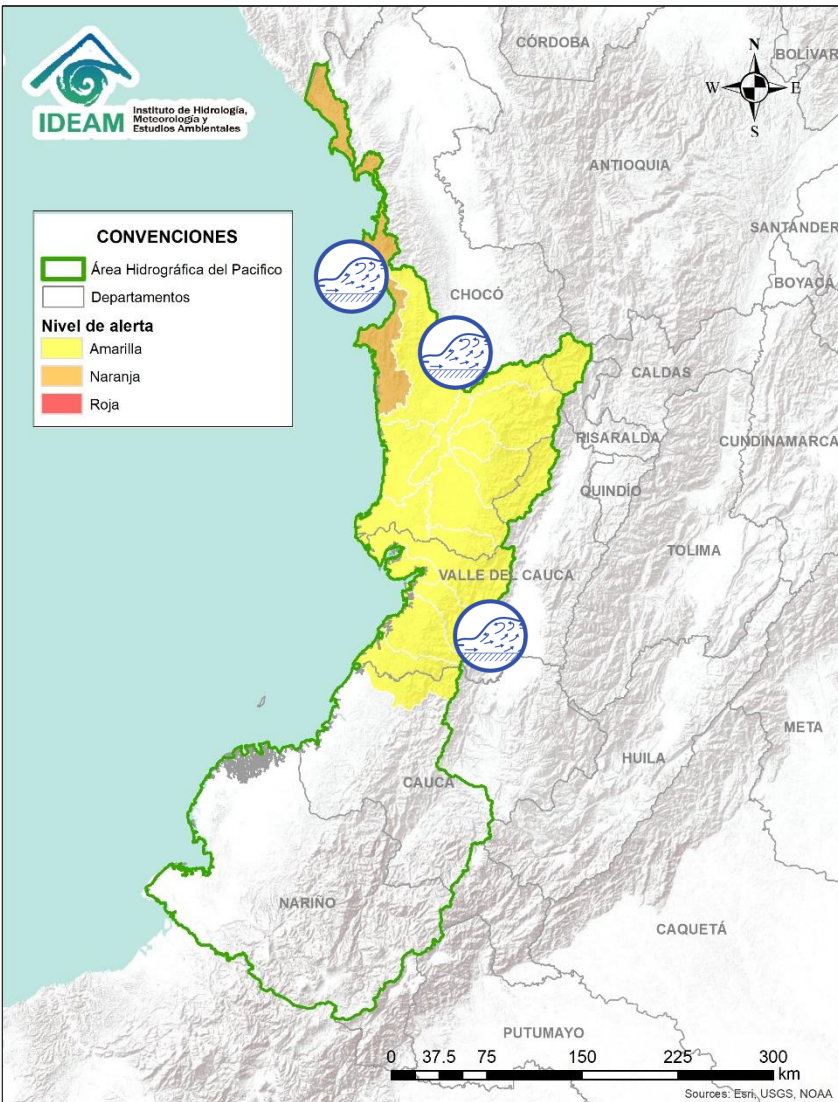 CÓRDOBA
BOLÍVAR
N
W
E
S
IDEAM
Instituto de Hidrología,
Meteorología y
Estudios Ambientales
ANTIOQUIA
SANTANDER
CONVENCIONES
Área Hidrográfica del Pacifico
Departamentos
Nivel de alerta
Amarilla
Naranja
Roja
BOYACÁ
CHOCÓ
CALDAS
RISARALDA
CUNDINAMARCA
QUINDÍO
TOLIMA
VALLE DEL CAUCA
META
HUILA
CAUCA
NARIÑO
CAQUETÁ
PUTUMAYO
0 37.5 75 150 225 300
km
Sources: Esri, USGS, NOAA